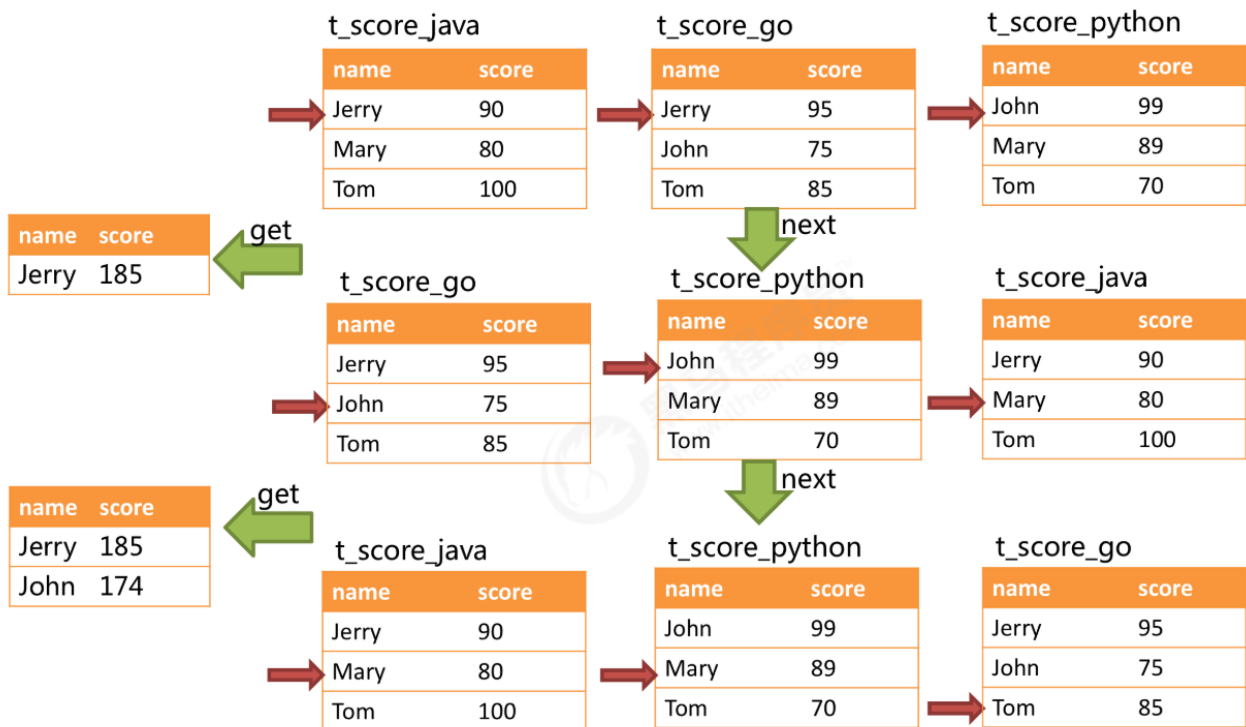 t_score_java
t_score_go
t_score_python
name score
name score
name score
Jerry 90
Jerry 95
John 99
Mary 80
John 75
Mary 89
Tom 100
Tom 85
Tom 70
get
next
name score
Jerry 185
t_score_go
t_score_python
t_score_java
name score
name score
name score
Jerry 95
John 99
Jerry 90
John 75
Mary 89
Mary 80
Tom 85
Tom 70
Tom 100
get
next
name score
Jerry 185
John 174
t_score_java
t_score_python
t_score_go
name score
name score
name score
Jerry 90
John 99
Jerry 95
Mary 80
Mary 89
John 75
Tom 100
Tom 70
Tom 85